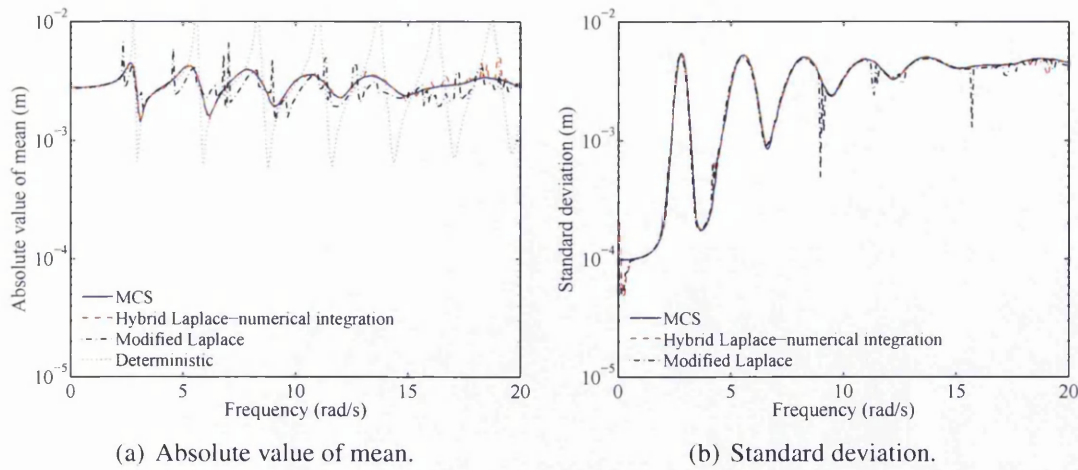 10⁻²
10⁻³
10⁻⁴
10⁻⁵
Absolute value of mean (m)
MCS
Hybrid Laplace–numerical integration
Modified Laplace
Deterministic
0 5 10 15 20
Frequency (rad/s)
(a) Absolute value of mean.
10⁻²
10⁻³
10⁻⁴
10⁻⁵
Standard deviation (m)
MCS
Hybrid Laplace–numerical integration
Modified Laplace
0 5 10 15 20
Frequency (rad/s)
(b) Standard deviation.